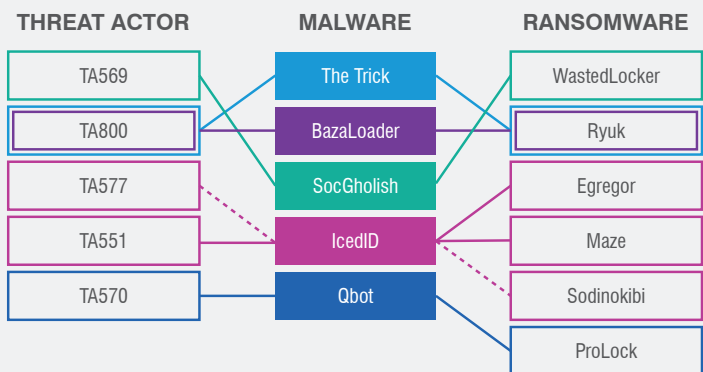 THREAT ACTOR
MALWARE
RANSOMWARE
TA569
The Trick
WastedLocker
TA800
BazaLoader
Ryuk
TA577
SocGholish
Egregor
TA551
IcedID
Maze
TA570
Qbot
Sodinokibi
ProLock